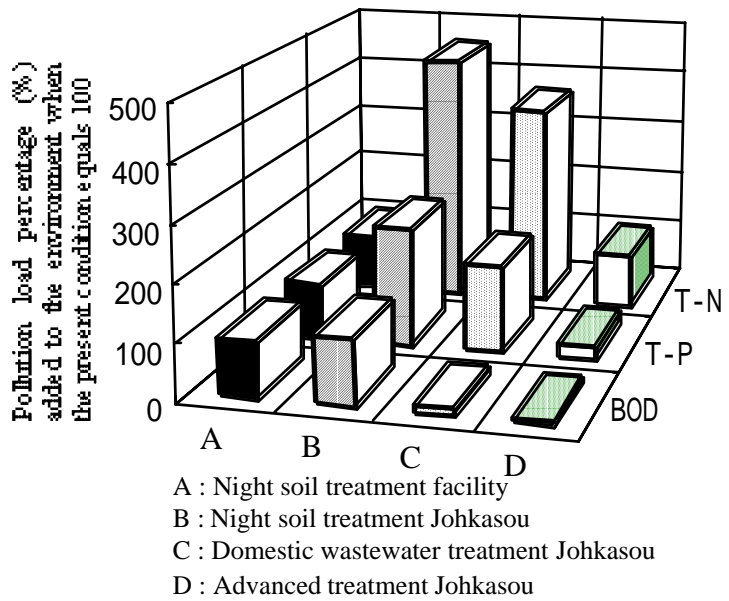 Pollution load percentage (%)
added to the environment when
the present condition equals 100
500
400
300
200
100
0
A
B
C
D
T-N
T-P
BOD
A : Night soil treatment facility
B : Night soil treatment Johkasou
C : Domestic wastewater treatment Johkasou
D : Advanced treatment Johkasou